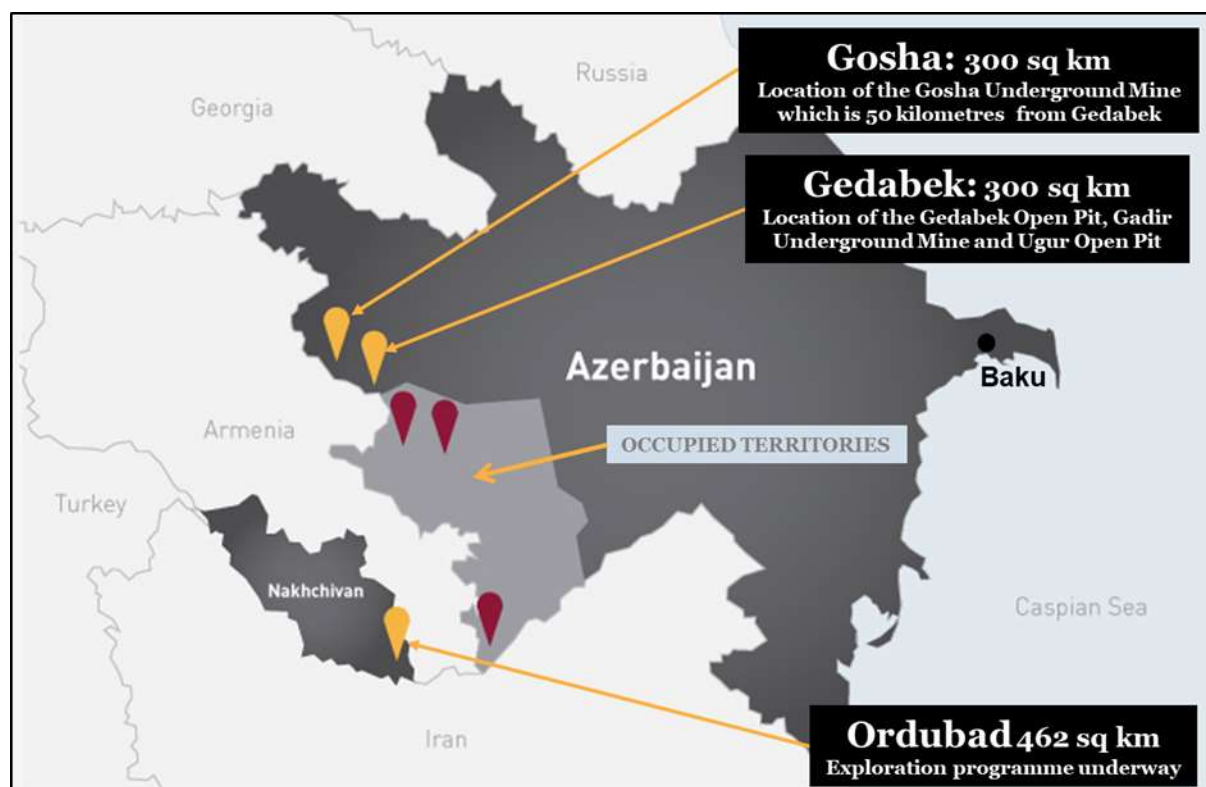 Gosha: 300 sq km
Location of the Gosha Underground Mine
which is 50 kilometres from Gedabek
Russia
Georgia
Gedabek: 300 sq km
Location of the Gedabek Open Pit, Gadir
Underground Mine and Ugur Open Pit
Azerbaijan
Baku
Armenia
OCCUPIED TERRITORIES
Turkey
Nakhchivan
Caspian Sea
Iran
Ordubad 462 sq km
Exploration programme underway